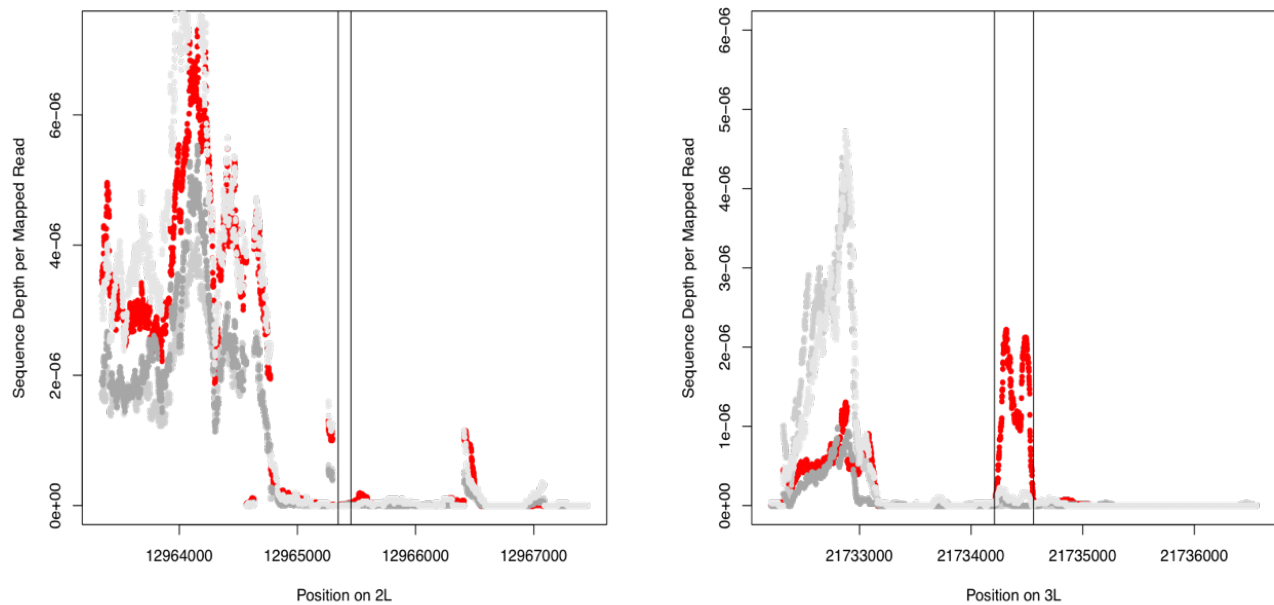 Sequence Depth per Mapped Read
6e-06
4e-06
2e-06
0e+00
12964000 12965000 12966000 12967000
Position on 2L
Sequence Depth per Mapped Read
6e-06
5e-06
4e-06
3e-06
2e-06
1e-06
0e+00
21733000 21734000 21735000 21736000
Position on 3L